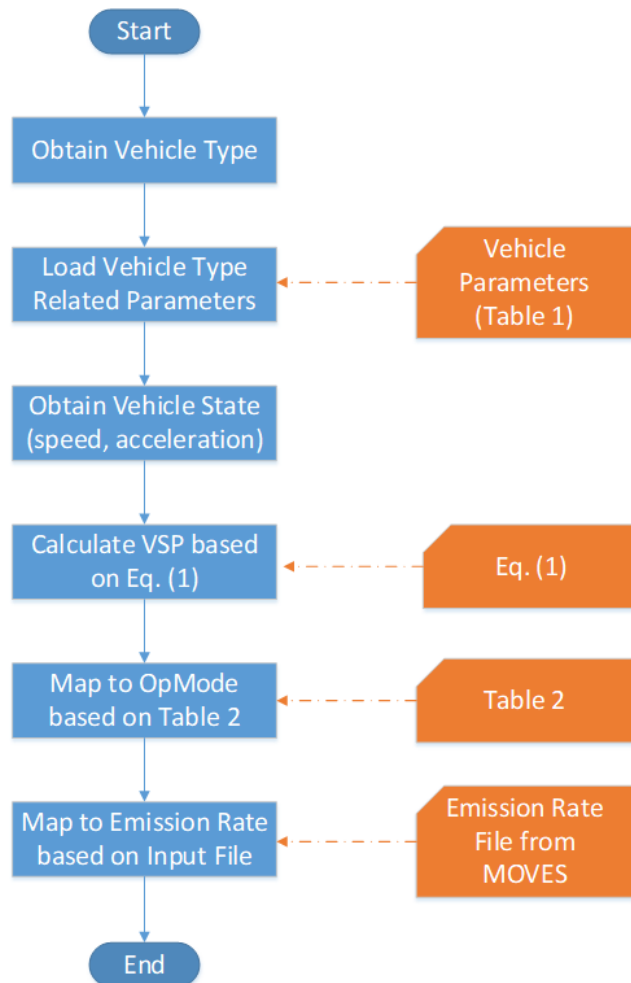 Start
Obtain Vehicle Type
Load Vehicle Type
Related Parameters
Vehicle
Parameters
(Table 1)
Obtain Vehicle State
(speed, acceleration)
Calculate VSP based
on Eq. (1)
Eq. (1)
Map to OpMode
based on Table 2
Table 2
Map to Emission Rate
based on Input File
Emission Rate
File from
MOVES
End